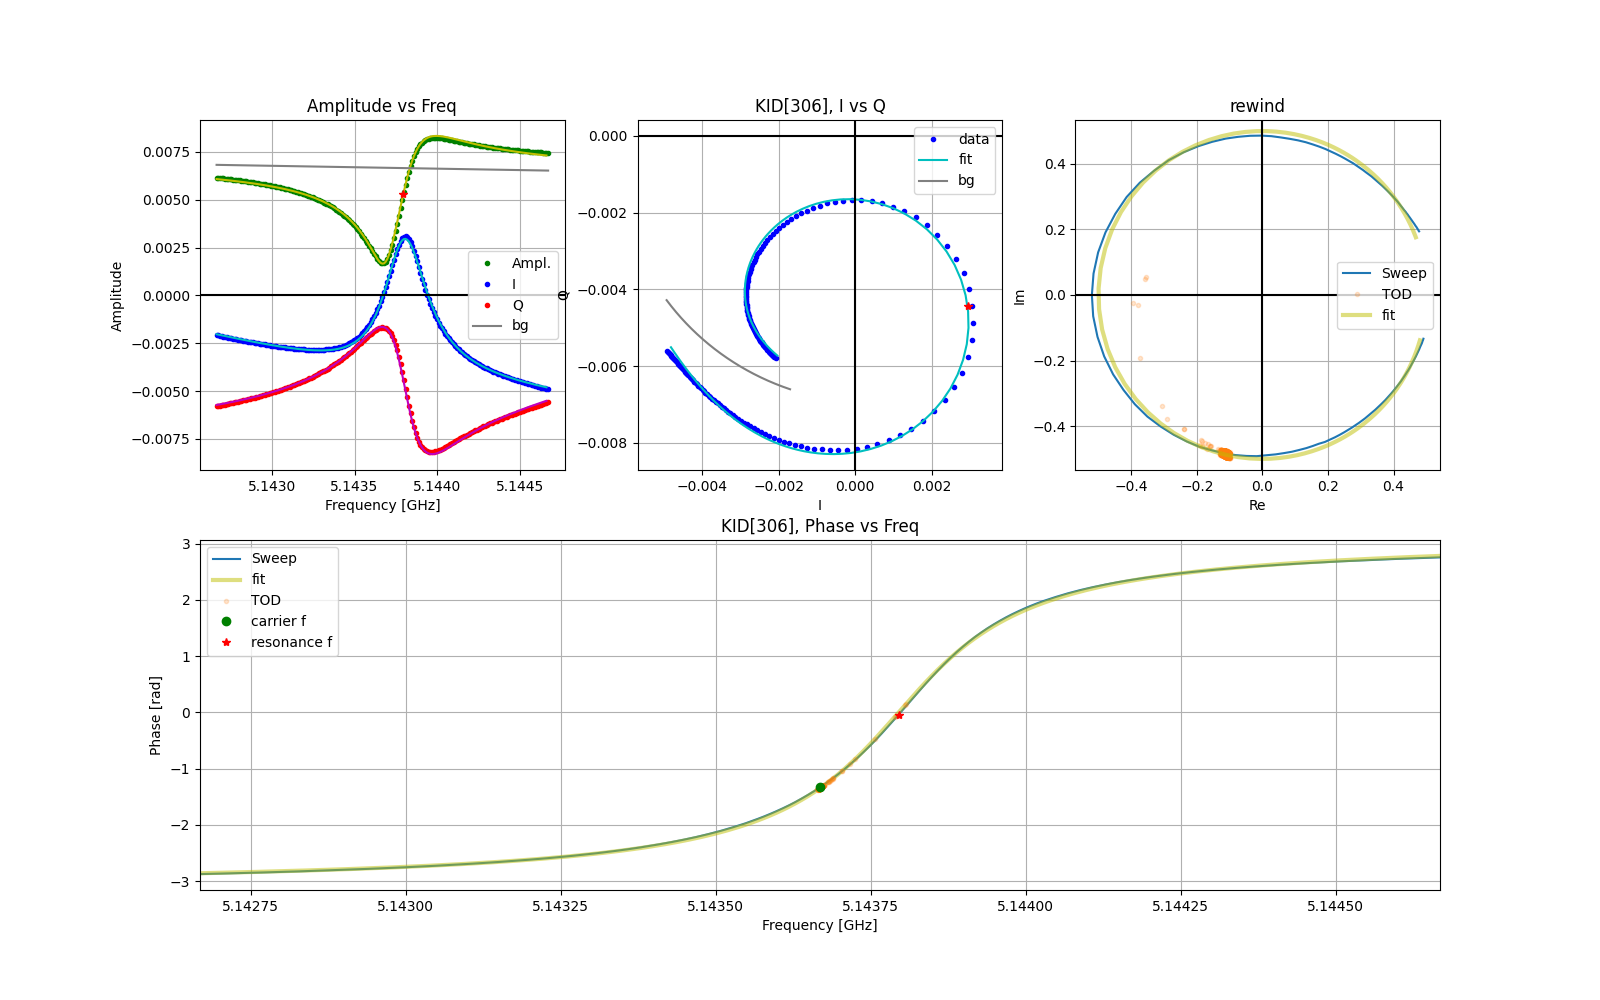 Amplitude vs Freq
Amplitude
0.0075
0.0050
0.0025
0.0000
−0.0025
−0.0050
−0.0075
Ampl.
I
Q
bg
5.1430
5.1435
5.1440
5.1445
Frequency [GHz]
KID[306], I vs Q
Q
0.000
−0.002
−0.004
−0.006
−0.008
data
fit
bg
−0.004
−0.002
0.000
0.002
I
rewind
Im
0.4
0.2
0.0
−0.2
−0.4
Sweep
TOD
fit
−0.4
−0.2
0.0
0.2
0.4
Re
KID[306], Phase vs Freq
Phase [rad]
3
2
1
0
−1
−2
−3
Sweep
fit
TOD
carrier f
resonance f
5.14275
5.14300
5.14325
5.14350
5.14375
5.14400
5.14425
5.14450
Frequency [GHz]